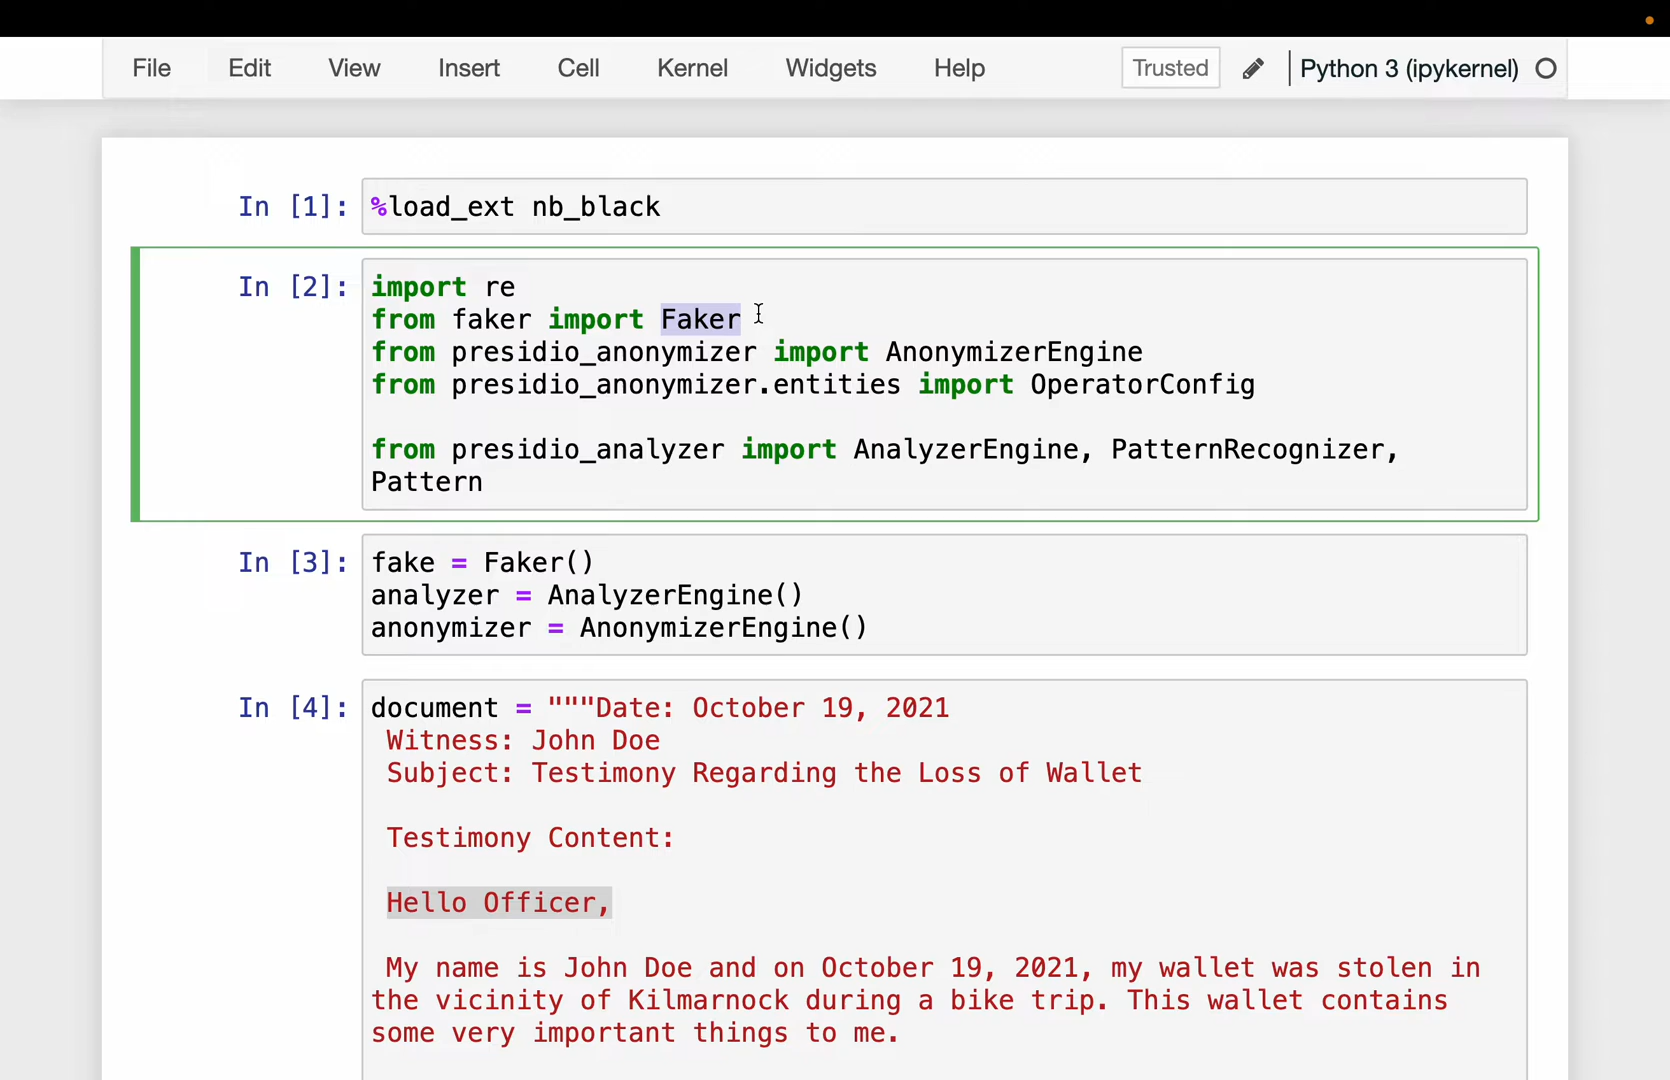 File Edit View Insert Cell Kernel Widgets Help Trusted Python 3 (ipykernel)
In [1]: %load_ext nb_black
In [2]: import re
from faker import Faker
from presidio_anonymizer import AnonymizerEngine
from presidio_anonymizer.entities import OperatorConfig
from presidio_analyzer import AnalyzerEngine, PatternRecognizer,
Pattern
In [3]: fake = Faker()
analyzer = AnalyzerEngine()
anonymizer = AnonymizerEngine()
In [4]: document = """Date: October 19, 2021
Witness: John Doe
Subject: Testimony Regarding the Loss of Wallet
Testimony Content:
Hello Officer,
My name is John Doe and on October 19, 2021, my wallet was stolen in
the vicinity of Kilmarnock during a bike trip. This wallet contains
some very important things to me.